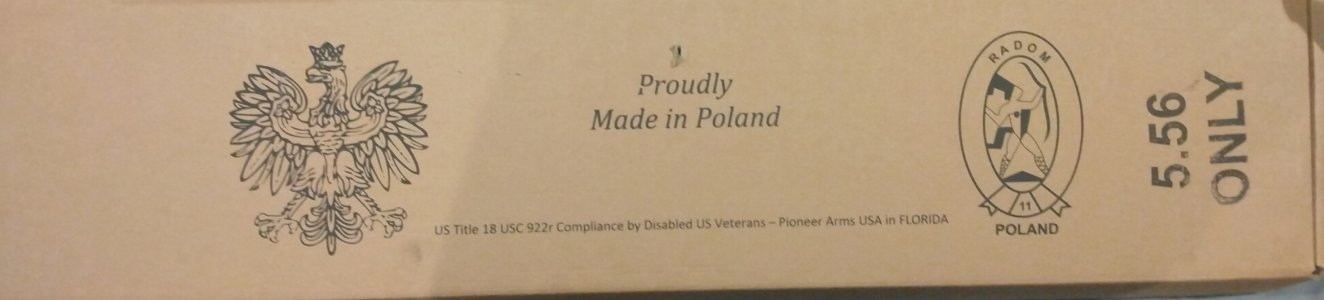 Proudly
Made in Poland
US Title 18 USC 922r Compliance by Disabled US Veterans – Pioneer Arms USA in FLORIDA
RADOM
11
POLAND
5.56
ONLY